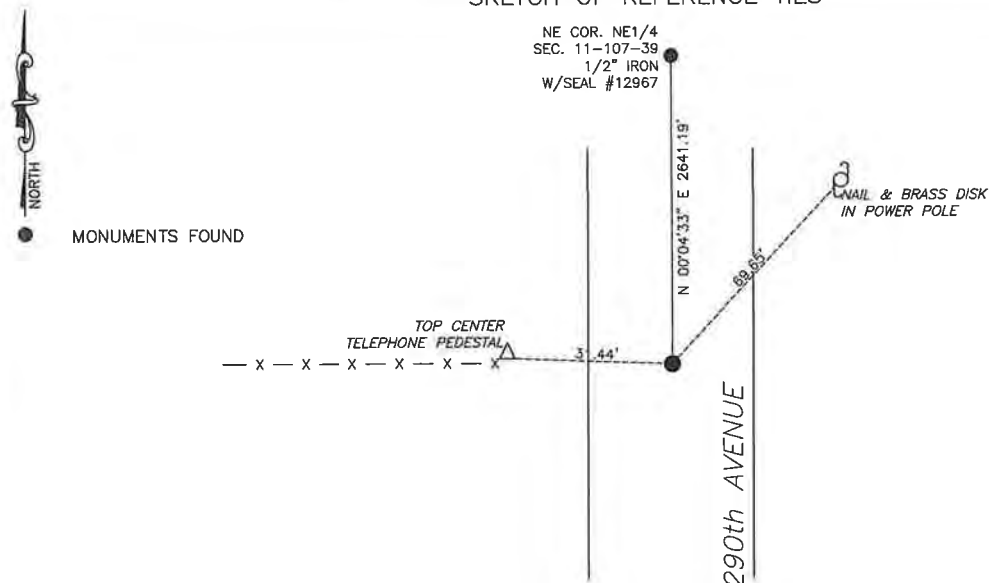 SKETCH OF REFERENCE TIES
NE COR. NE1/4
SEC. 11-107-39
1/2" IRON
W/SEAL #12967
NORTH
MONUMENTS FOUND
N 00°04'33" E 2641.19'
NAIL & BRASS DISK
IN POWER POLE
69.65'
TOP CENTER
TELEPHONE PEDESTAL
X X X X X X
290th AVENUE